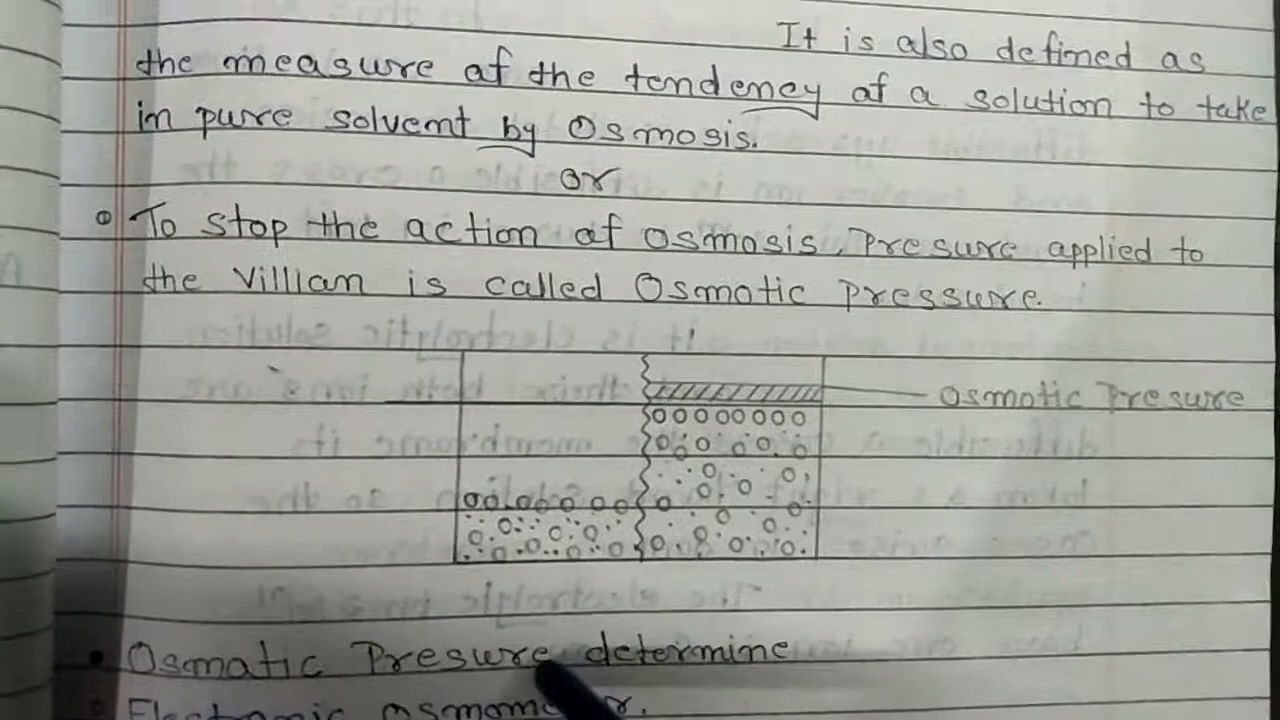 It is also defined as
the measure of the tendency of a solution to take
in pure solvent by Osmosis.
or
To stop the action of osmosis, Presure applied to
the Villian is called Osmotic Pressure.
Osmotic Presure
Osmatic Presure determine